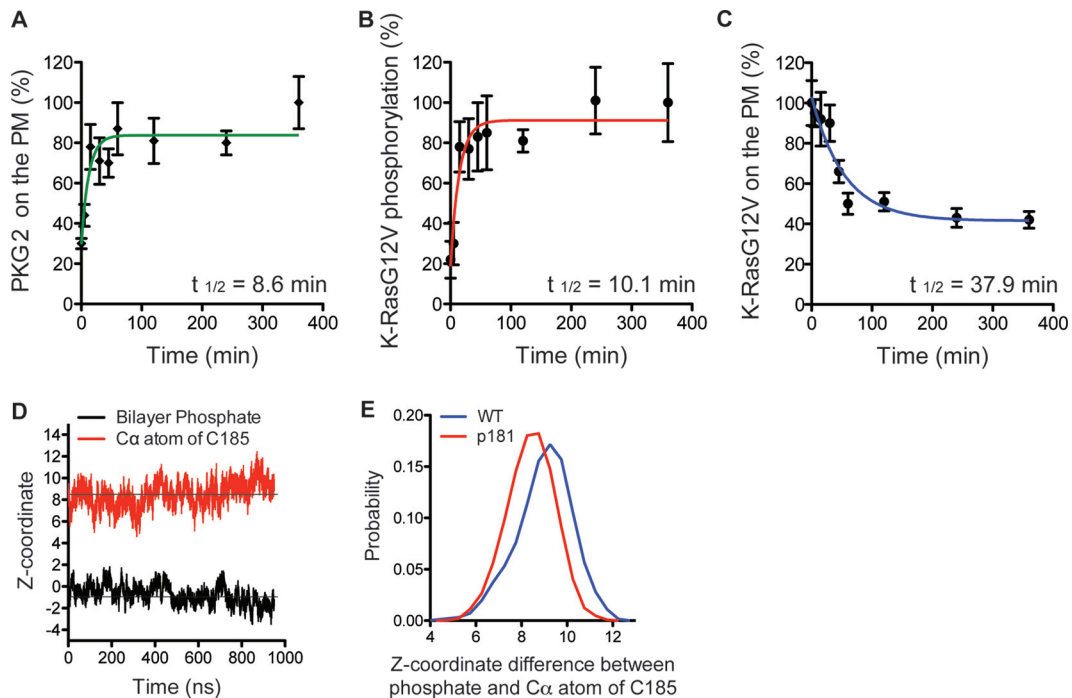 A
PKG2 on the PM (%)
120
100
80
60
40
20
0
0 100 200 300 400
Time (min)
t 1/2 = 8.6 min
B
K-RasG12V phosphorylation (%)
120
100
80
60
40
20
0
0 100 200 300 400
Time (min)
t 1/2 = 10.1 min
C
K-RasG12V on the PM (%)
120
100
80
60
40
20
0
0 100 200 300 400
Time (min)
t 1/2 = 37.9 min
D
Bilayer Phosphate
Cα atom of C185
Z-coordinate
14
12
10
8
6
4
2
0
-2
-4
0 200 400 600 800 1000
Time (ns)
E
WT
p181
Probability
0.20
0.15
0.10
0.05
0.00
4 6 8 10 12
Z-coordinate difference between
phosphate and Cα atom of C185